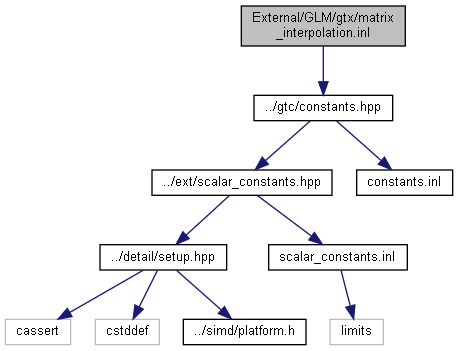 External/GLM/gtx/matrix
_interpolation.inl
../gtc/constants.hpp
../ext/scalar_constants.hpp
constants.inl
../detail/setup.hpp
scalar_constants.inl
cassert
cstddef
../simd/platform.h
limits